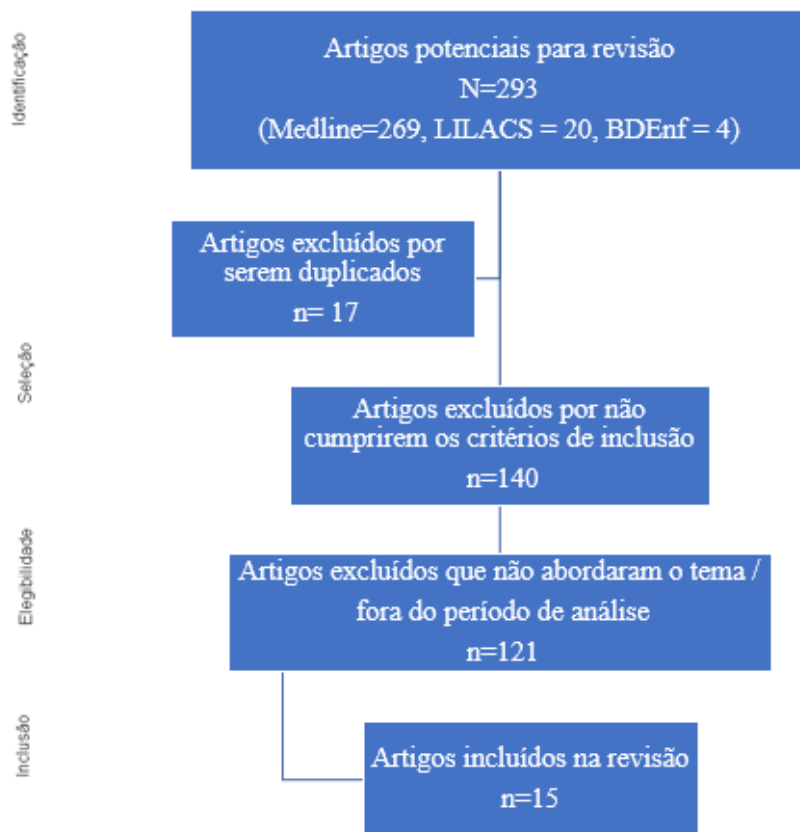 Identificação
Artigos potenciais para revisão
N=293
(Medline=269, LILACS = 20, BDEnf = 4)
Artigos excluídos por
serem duplicados
n= 17
Seleção
Artigos excluídos por não
cumprirem os critérios de inclusão
n=140
Elegibilidade
Artigos excluídos que não abordaram o tema /
fora do período de análise
n=121
Inclusão
Artigos incluídos na revisão
n=15